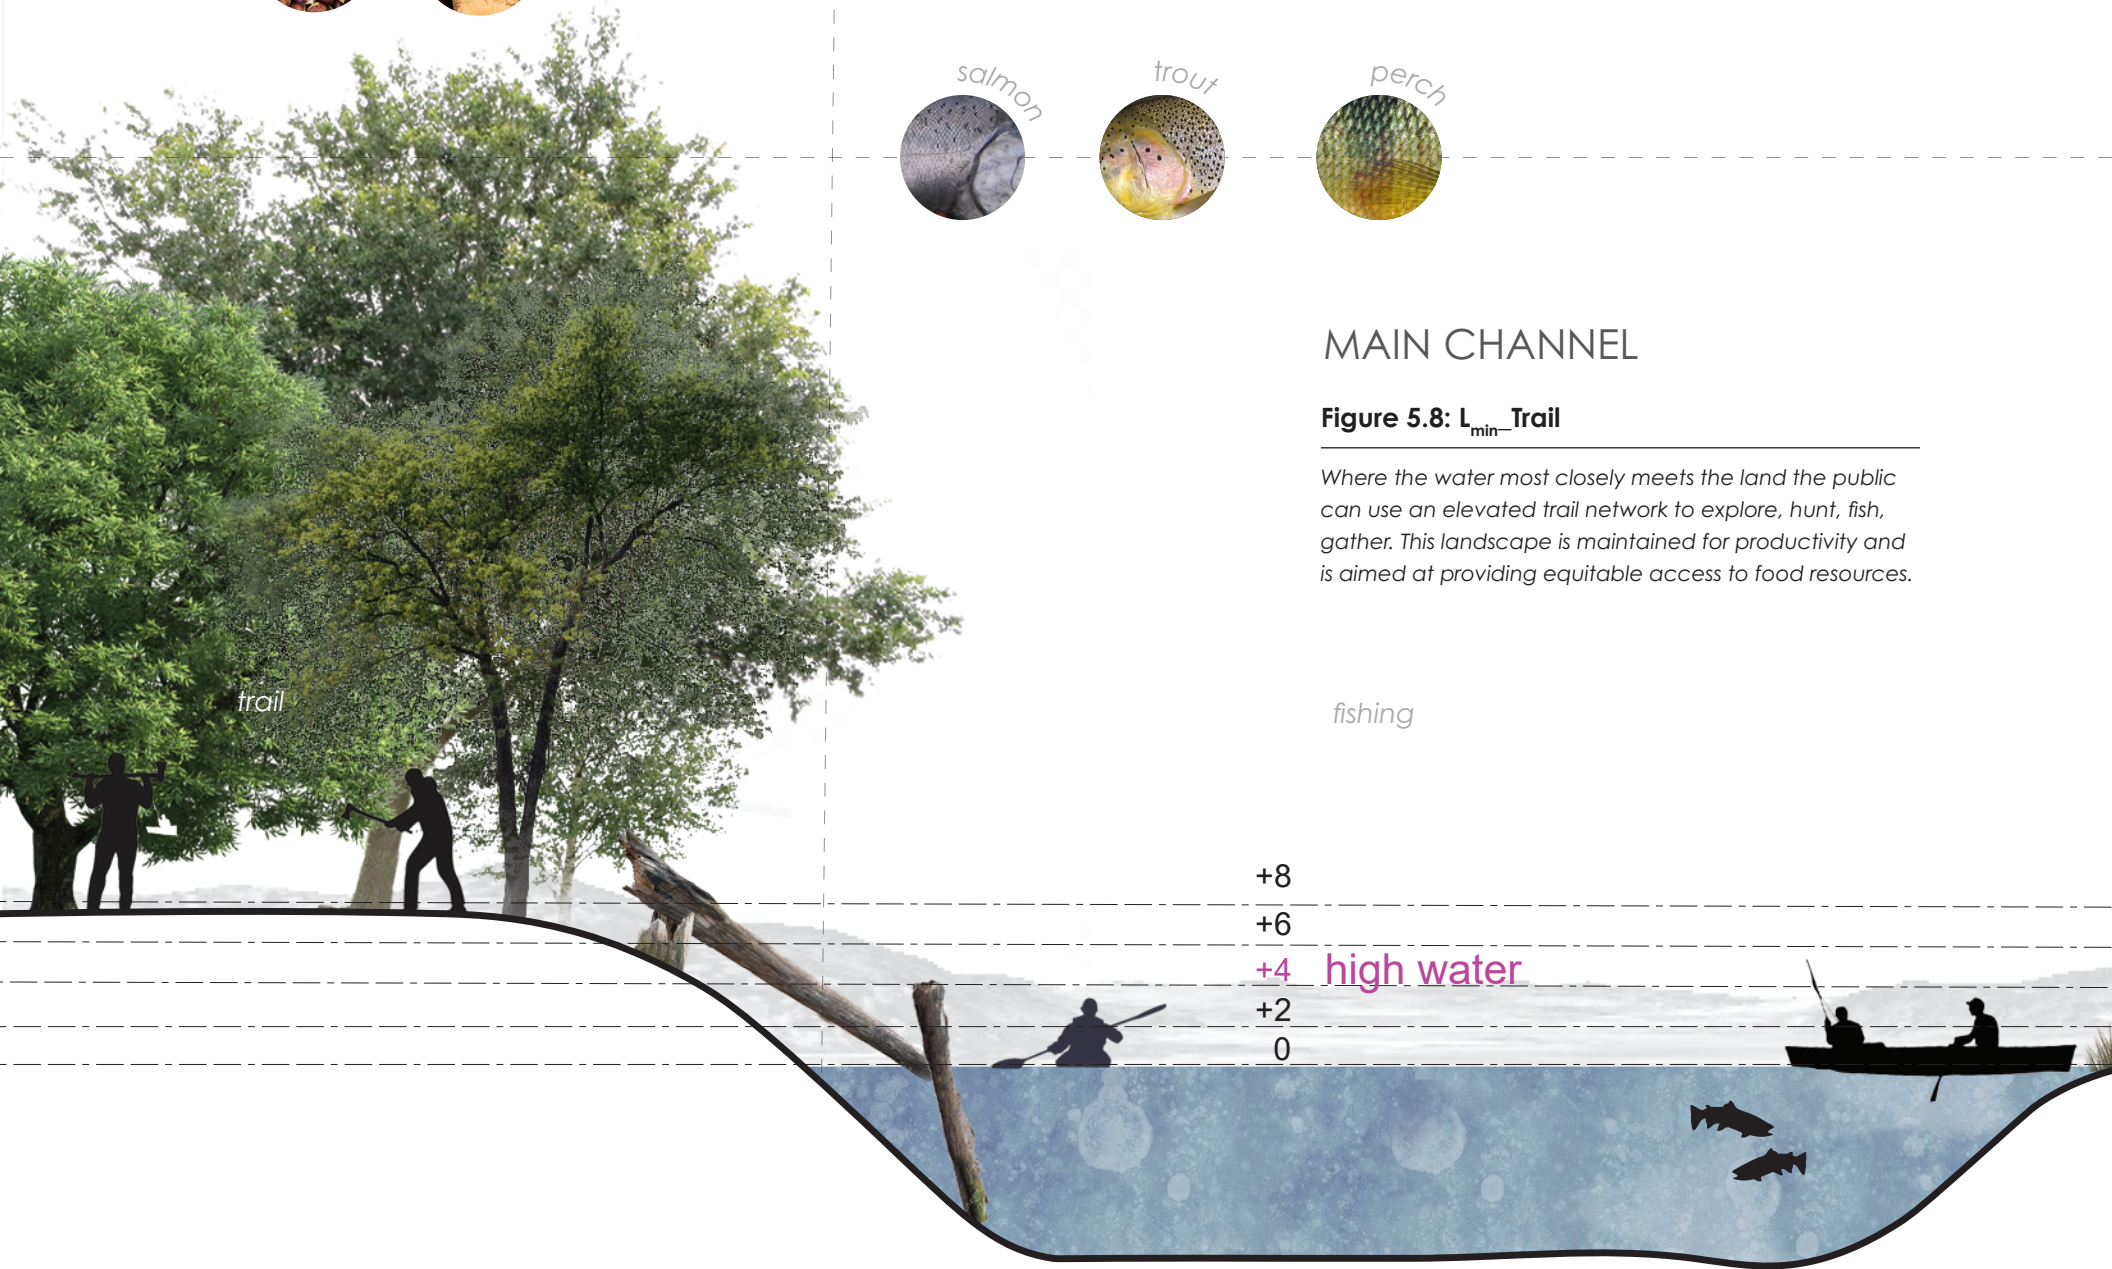 salmon
trout
perch
MAIN CHANNEL
Figure 5.8: Lmin_Trail
Where the water most closely meets the land the public
can use an elevated trail network to explore, hunt, fish,
gather. This landscape is maintained for productivity and
is aimed at providing equitable access to food resources.
trail
fishing
+8
+6
+4 high water
+2
0